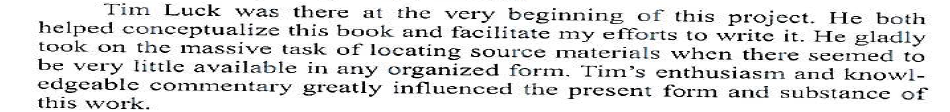 Tim Luck was there at the very beginning of this project. He both
helped conceptualize this book and facilitate my efforts to write it. He gladly
took on the massive task of locating source materials when there seemed to
be very little available in any organized form. Tim's enthusiasm and knowl-
edgeable commentary greatly influenced the present form and substance of
this work.